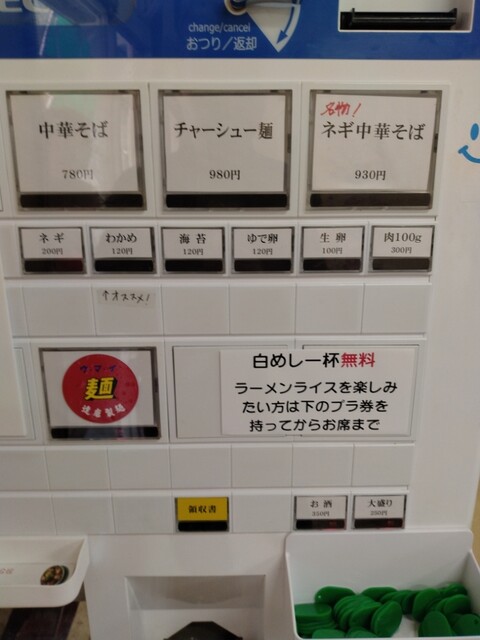 change/cancel
おつり／返却
中華そば
780円
チャーシュー麺
980円
名物！
ネギ中華そば
930円
ネギ
200円
わかめ
120円
海苔
120円
ゆで卵
120円
生卵
100円
肉100g
300円
↑オススメ！
ウ・マ・イ
麺
達磨製麺
白めし一杯無料
ラーメンライスを楽しみ
たい方は下のプラ券を
持ってからお席まで
領収書
お酒
大盛り